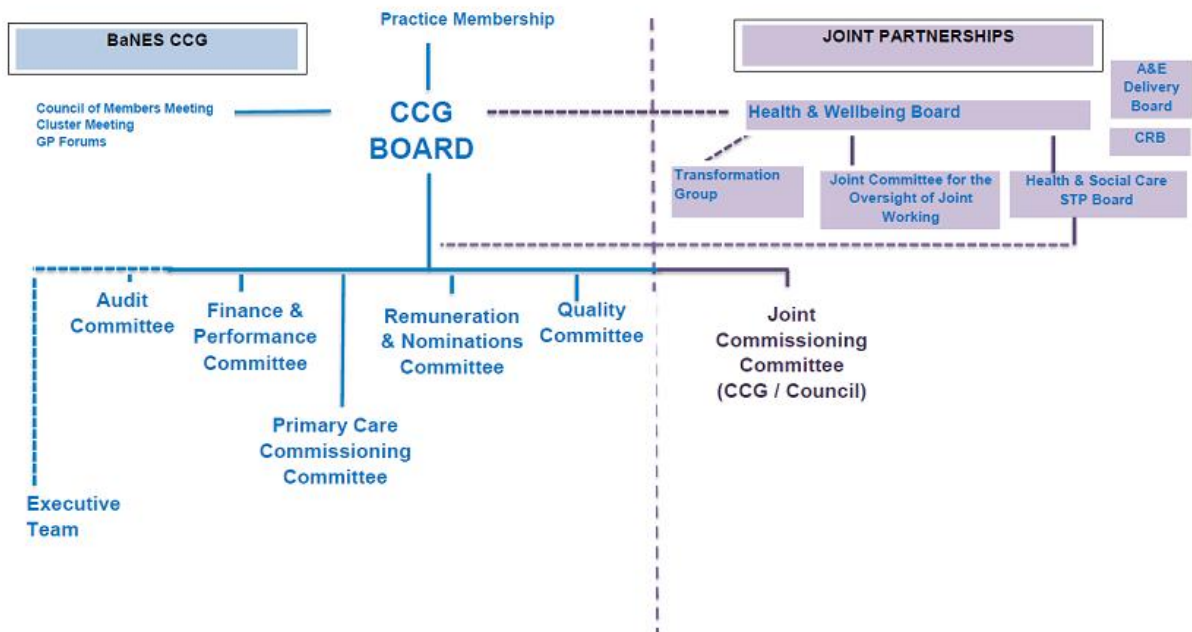 BaNES CCG
Practice Membership
JOINT PARTNERSHIPS
A&E
Delivery
Board
Council of Members Meeting
Cluster Meeting
GP Forums
CCG
BOARD
Health & Wellbeing Board
CRB
Transformation
Group
Joint Committee for the
Oversight of Joint
Working
Health & Social Care
STP Board
Audit
Committee
Finance &
Performance
Committee
Primary Care
Commissioning
Committee
Remuneration
& Nominations
Committee
Quality
Committee
Joint
Commissioning
Committee
(CCG / Council)
Executive
Team